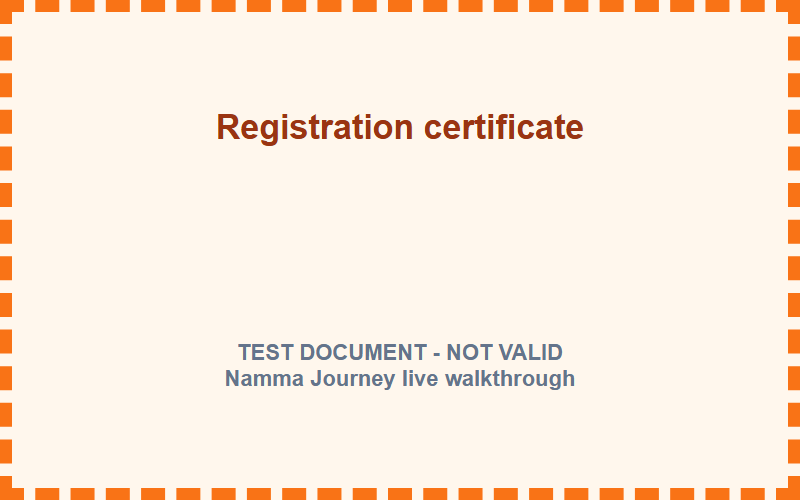 Registration certificate
TEST DOCUMENT - NOT VALID
Namma Journey live walkthrough